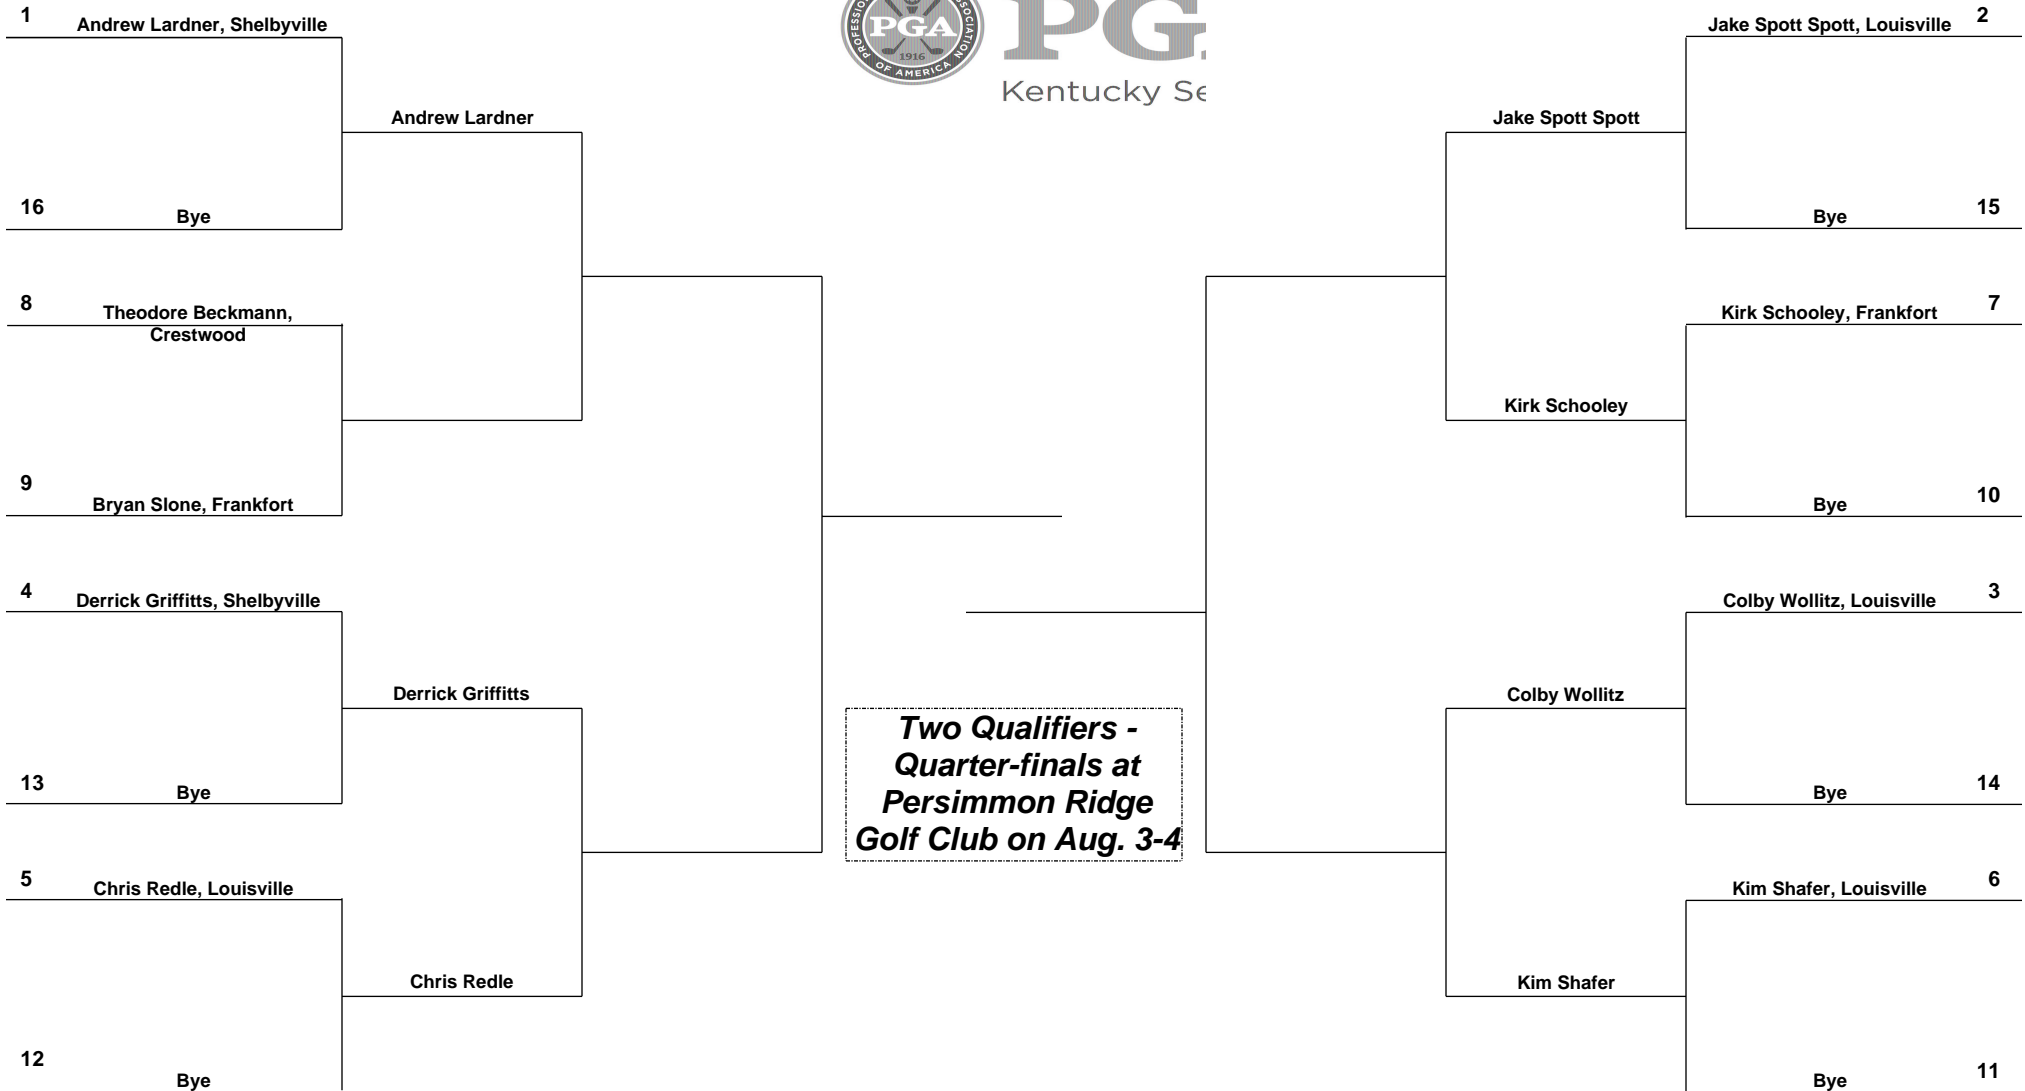 PGA
1916
OF AMERICA
PGA
Kentucky Se
1
Andrew Lardner, Shelbyville
16
Bye
8
Theodore Beckmann,
Crestwood
9
Bryan Slone, Frankfort
4
Derrick Griffitts, Shelbyville
13
Bye
5
Chris Redle, Louisville
12
Bye
Andrew Lardner
Derrick Griffitts
Chris Redle
Two Qualifiers -
Quarter-finals at
Persimmon Ridge
Golf Club on Aug. 3-4
Jake Spott Spott
Kirk Schooley
Colby Wollitz
Kim Shafer
Jake Spott Spott, Louisville 2
Bye 15
Kirk Schooley, Frankfort 7
Bye 10
Colby Wollitz, Louisville 3
Bye 14
Kim Shafer, Louisville 6
Bye 11